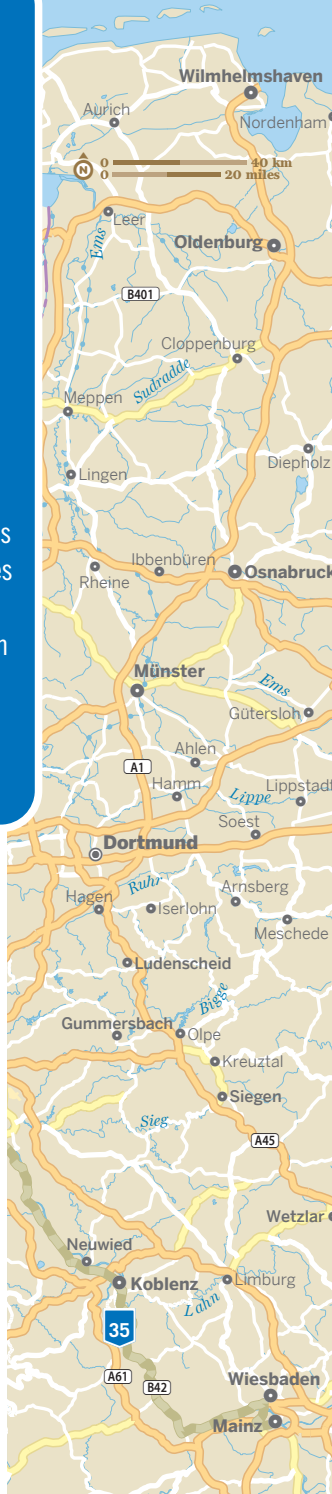 Wilmhelmshaven
Aurich
Nordenham
N
0 40 km
0 20 miles
Leer
Ems
Oldenburg
B401
Cloppenburg
Sudradde
Meppen
Diepholz
Lingen
s
Ibbenburen
es
Osnabruck
Rheine
n
Münster
Ems
Gutersloh
Ahlen
A1
Hamm
Lippe
Lippstadt
Soest
Dortmund
Ruhr
Hagen
Arnsberg
Iserlohn
Meschede
Ludenscheid
Bigge
Gummersbach
Olpe
Kreuztal
Siegen
Sieg
A45
Wetzlar
Neuwied
Koblenz
Limburg
Lahn
35
A61
B42
Wiesbaden
Mainz